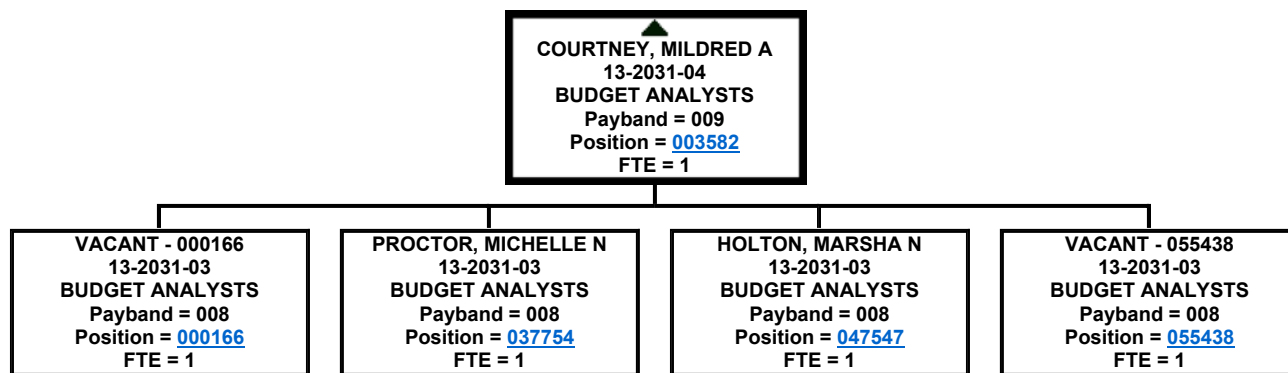 COURTNEY, MILDRED A
13-2031-04
BUDGET ANALYSTS
Payband = 009
Position = 003582
FTE = 1
VACANT - 000166
13-2031-03
BUDGET ANALYSTS
Payband = 008
Position = 000166
FTE = 1
PROCTOR, MICHELLE N
13-2031-03
BUDGET ANALYSTS
Payband = 008
Position = 037754
FTE = 1
HOLTON, MARSHA N
13-2031-03
BUDGET ANALYSTS
Payband = 008
Position = 047547
FTE = 1
VACANT - 055438
13-2031-03
BUDGET ANALYSTS
Payband = 008
Position = 055438
FTE = 1